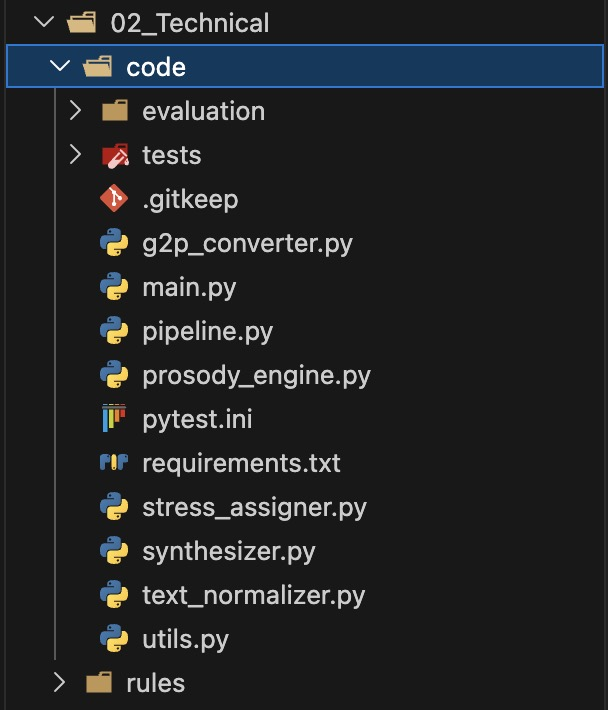 02_Technical
code
evaluation
tests
.gitkeep
g2p_converter.py
main.py
pipeline.py
prosody_engine.py
pytest.ini
requirements.txt
stress_assigner.py
synthesizer.py
text_normalizer.py
utils.py
rules